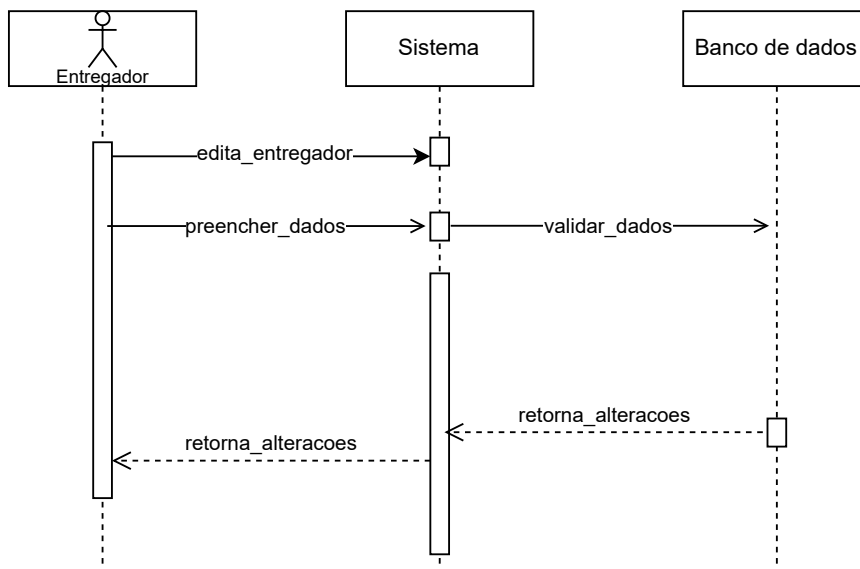 Entregador
Sistema
Banco de dados
edita_entregador
preencher_dados
validar_dados
retorna_alteracoes
retorna_alteracoes